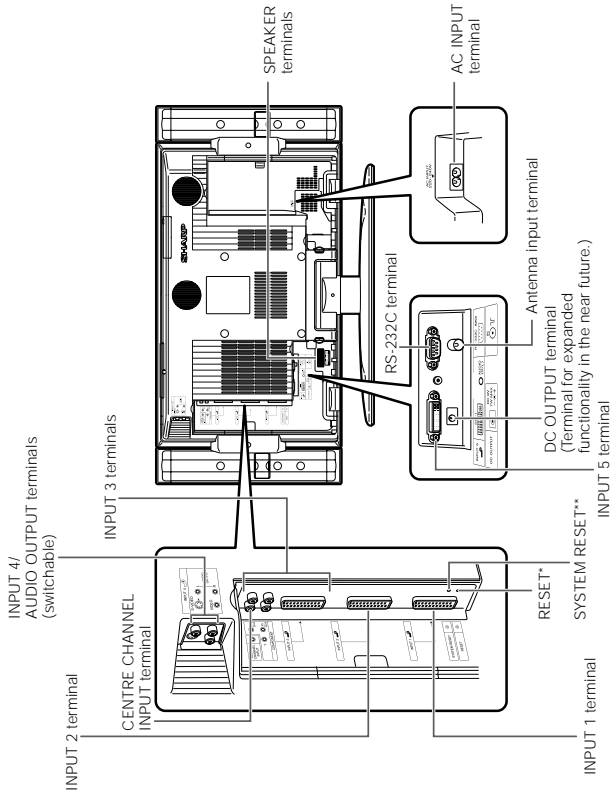 INPUT 4/
AUDIO OUTPUT terminals
(switchable)
INPUT 3 terminals
INPUT 2 terminal
CENTRE CHANNEL
INPUT terminal
INPUT 1 terminal
RESET*
SYSTEM RESET**
INPUT 5 terminal
DC OUTPUT terminal
(Terminal for expanded
functionality in the near future.)
Antenna input terminal
RS-232C terminal
SPEAKER
terminals
AC INPUT
terminal
SHARP